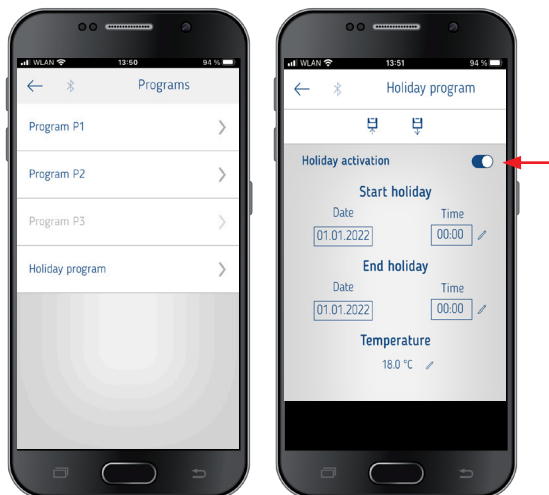 WLAN 13:50 94 %
Programs
Program P1
Program P2
Program P3
Holiday program
WLAN 13:51 94 %
Holiday program
Holiday activation
Start holiday
Date Time
01.01.2022 00:00
End holiday
Date Time
01.01.2022 00:00
Temperature
18.0 °C